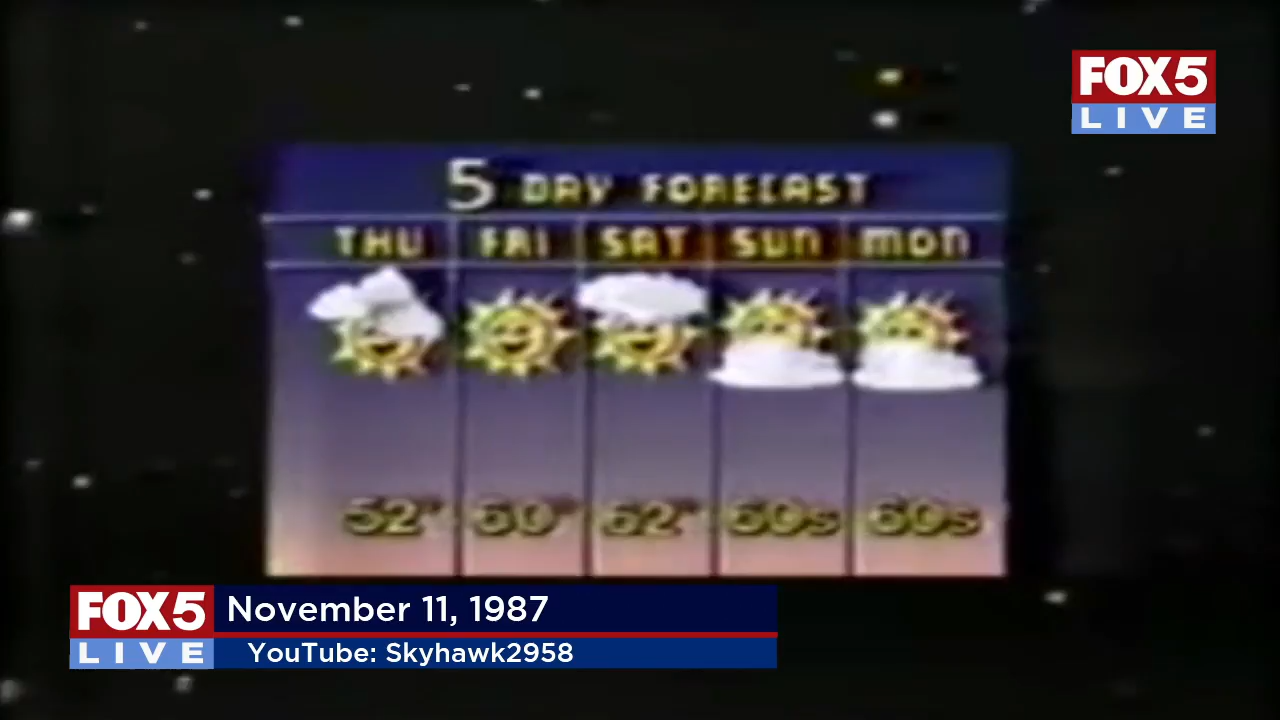 FOX5
LIVE
5 DAY FORECAST
THU FRI SAT SUN MON
52° 60° 62° 60s 60s
FOX5
LIVE
November 11, 1987
YouTube: Skyhawk2958